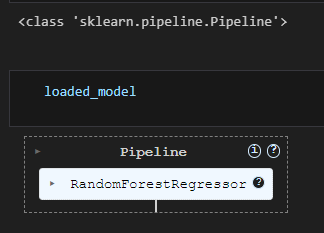 <class 'sklearn.pipeline.Pipeline'>
loaded_model
▸ Pipeline i ?
▸ RandomForestRegressor ?